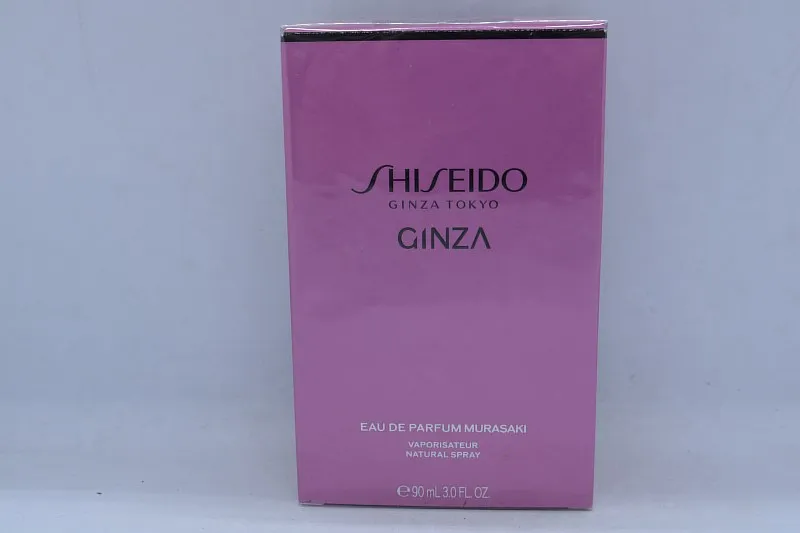 SHISEIDO
GINZA TOKYO
GINZA
EAU DE PARFUM MURASAKI
VAPORISATEUR
NATURAL SPRAY
℮90 mL 3.0 FL. OZ.